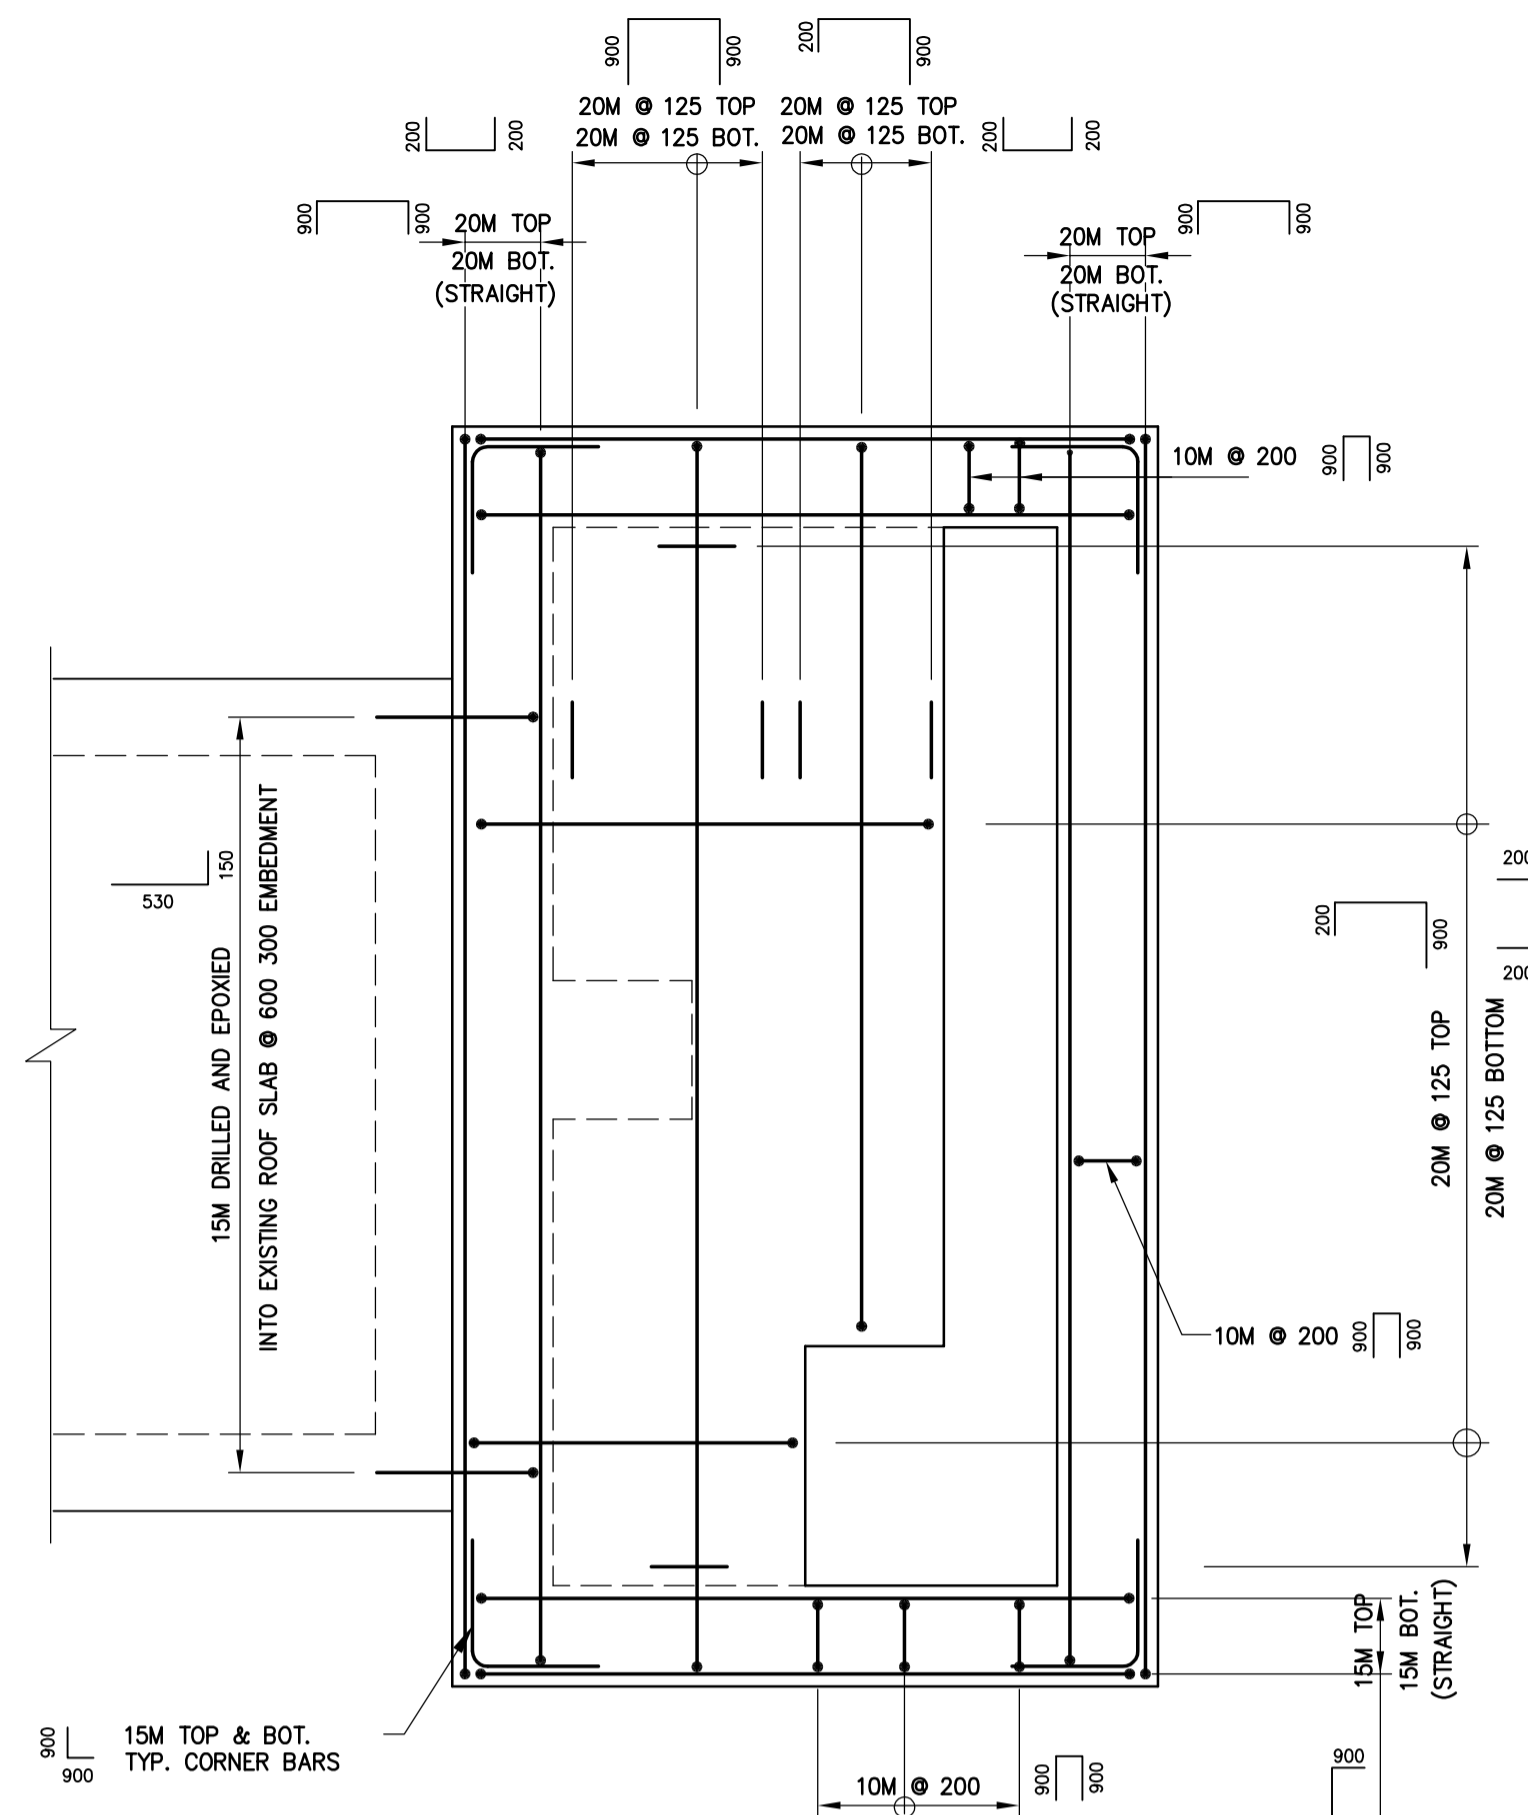 900
900
200
900
20M @ 125 TOP
20M @ 125 BOT.
20M @ 125 TOP
20M @ 125 BOT.
200
200
200
200
900
900
20M TOP
20M BOT.
(STRAIGHT)
20M TOP
20M BOT.
(STRAIGHT)
900
900
10M @ 200
900
900
150
530
15M DRILLED AND EPOXIED
INTO EXISTING ROOF SLAB @ 600 300 EMBEDMENT
200
200
200
900
20M @ 125 TOP
20M @ 125 BOTTOM
10M @ 200
900
900
15M TOP
15M BOT.
(STRAIGHT)
900
900
15M TOP & BOT.
TYP. CORNER BARS
10M @ 200
900
900
900